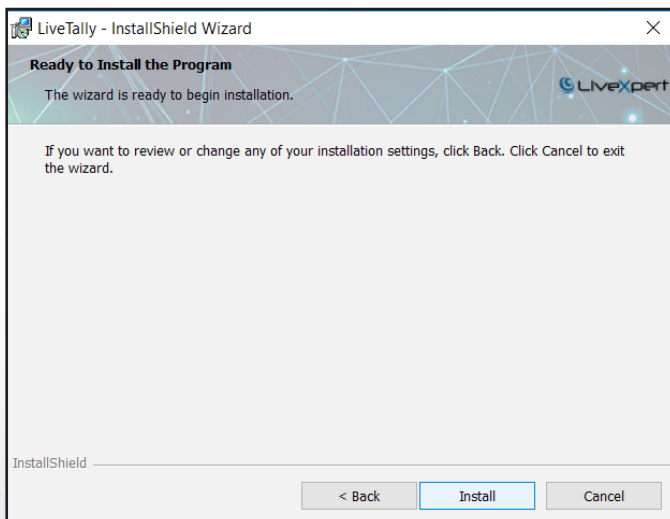 LiveTally - InstallShield Wizard
Ready to Install the Program
The wizard is ready to begin installation.
LiveXpert
If you want to review or change any of your installation settings, click Back. Click Cancel to exit
the wizard.
InstallShield
< Back Install Cancel